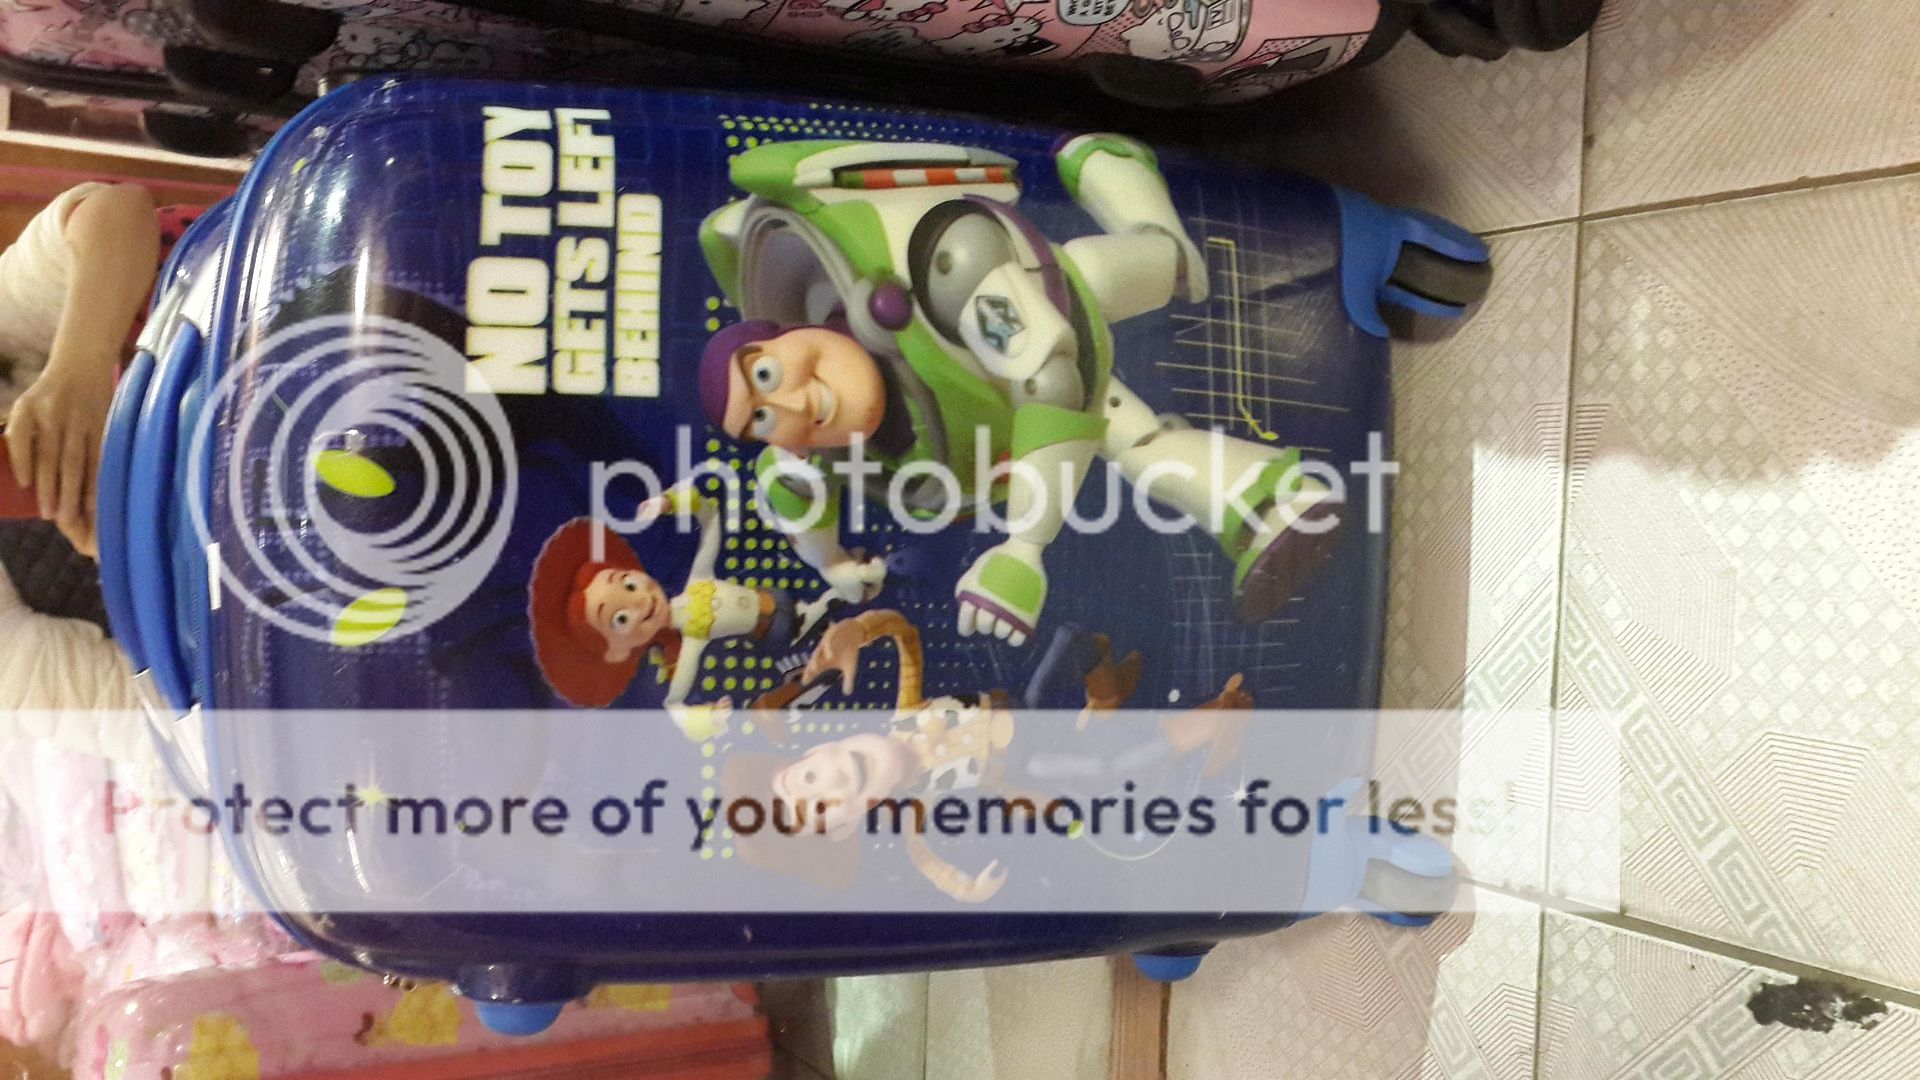 NO TOY
GETS LEFT
BEHIND
photobucket
Protect more of your memories for less!